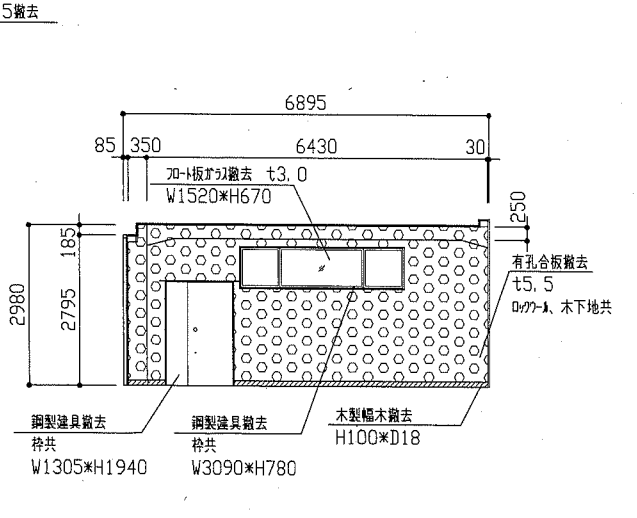 5撤去
6895
85 350 6430 30
フロート板ガラス撤去 t3.0
W1520*H670
250
185
2980
2795
有孔合板撤去
t5.5
ロックウール、木下地共
鋼製建具撤去
枠共
W1305*H1940
鋼製建具撤去
枠共
W3090*H780
木製幅木撤去
H100*D18